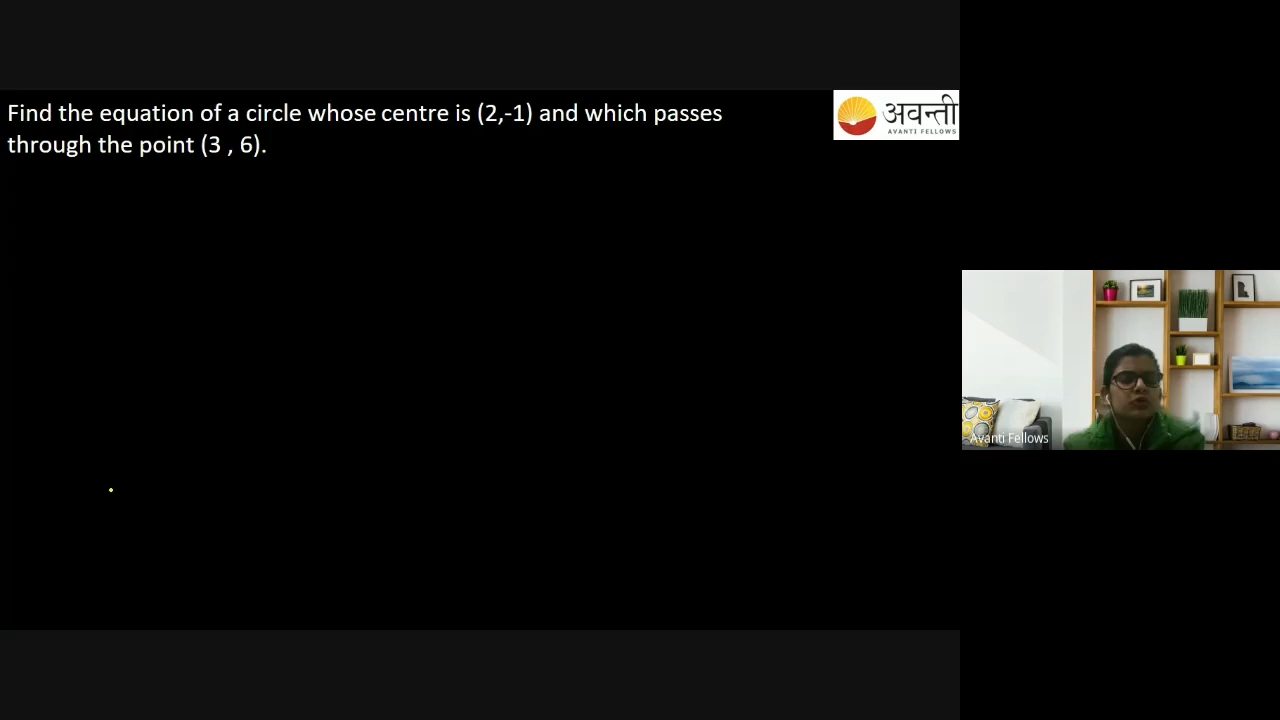 Find the equation of a circle whose centre is (2,-1) and which passes
through the point (3 , 6).
अवन्ती
AVANTI FELLOWS
Avanti Fellows